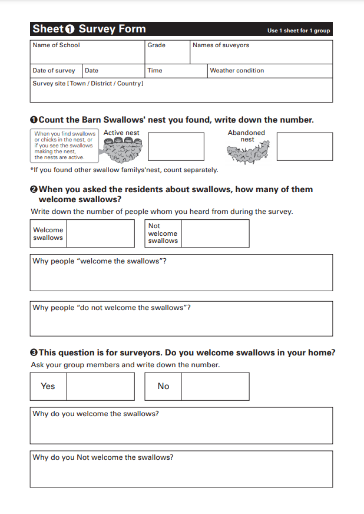 Sheet❶ Survey Form
Use 1 sheet for 1 group
Name of School
Grade
Names of suveyors
Date of survey
Date
Time
Weather condition
Survey site [Town / District / Country]
❶Count the Barn Swallows' nest you found, write down the number.
When you find swallows
or chicks in the nest, or
if you see the swallows
making the nest,
the nests are active.
Active nest
Abandoned
nest
*If you found other swallow familys'nest, count separately.
❷When you asked the residents about swallows, how many of them
welcome swallows?
Write down the number of people whom you heard from during the survey.
Welcome
swallows
Not
welcome
swallows
Why people "welcome the swallows"?
Why people "do not welcome the swallows"?
❸This question is for surveyors. Do you welcome swallows in your home?
Ask your group members and write down the number.
Yes
No
Why do you welcome the swallows?
Why do you Not welcome the swallows?